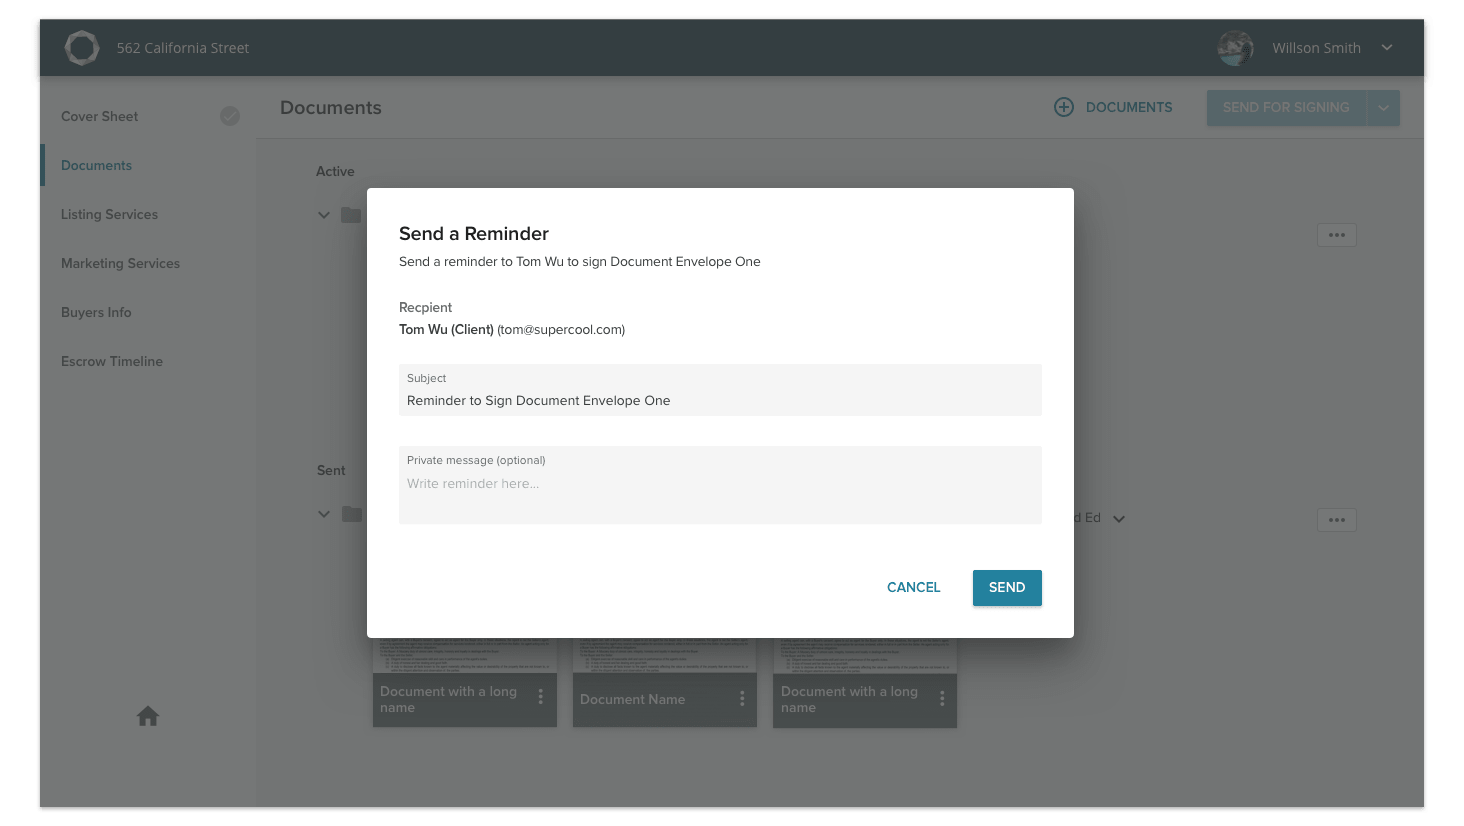 562 California Street
Willson Smith
Cover Sheet
Documents
Listing Services
Marketing Services
Buyers Info
Escrow Timeline
Documents
DOCUMENTS
SEND FOR SIGNING
Active
Send a Reminder
Send a reminder to Tom Wu to sign Document Envelope One
Recpient
Tom Wu (Client) (tom@supercool.com)
Subject
Reminder to Sign Document Envelope One
Private message (optional)
Write reminder here...
CANCEL
SEND
Sent
d Ed
Document with a long
name
Document Name
Document with a long
name